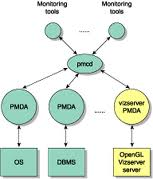 Monitoring tools
Monitoring tools
......
pmcd
PMDA
PMDA
......
vizserver
PMDA
OS
DBMS
OpenGL
Vizserver
server